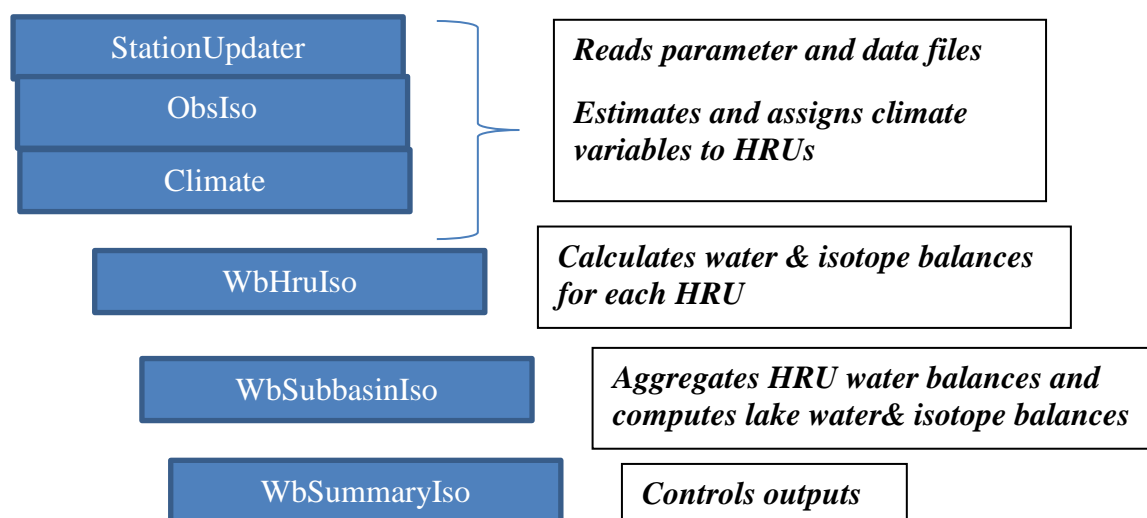 StationUpdater
ObsIso
Climate
Reads parameter and data files
Estimates and assigns climate
variables to HRUs
WbHruIso
Calculates water & isotope balances
for each HRU
WbSubbasinIso
Aggregates HRU water balances and
computes lake water& isotope balances
WbSummaryIso
Controls outputs